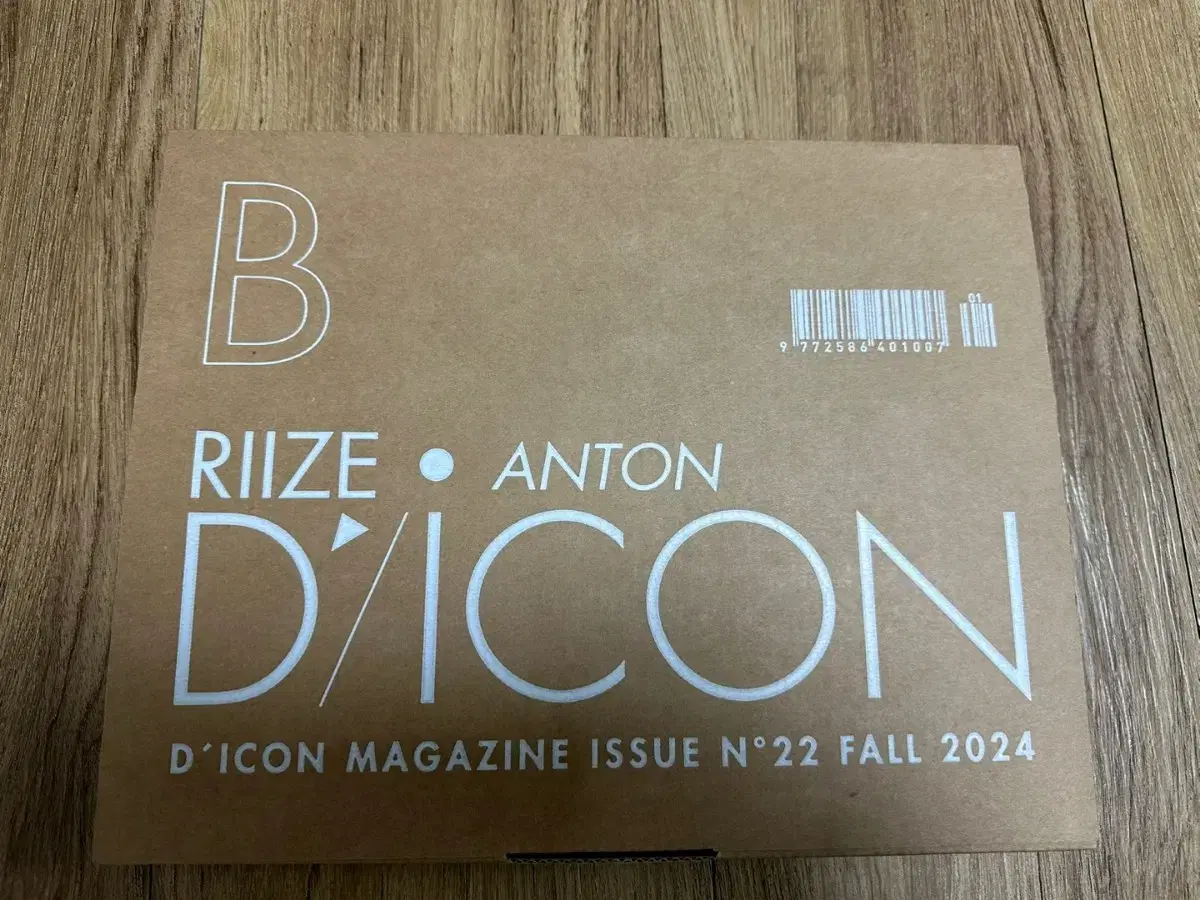 B
01
9 772586 401007
RIIZE • ANTON
D'/ICON
D´ICON MAGAZINE ISSUE N°22 FALL 2024